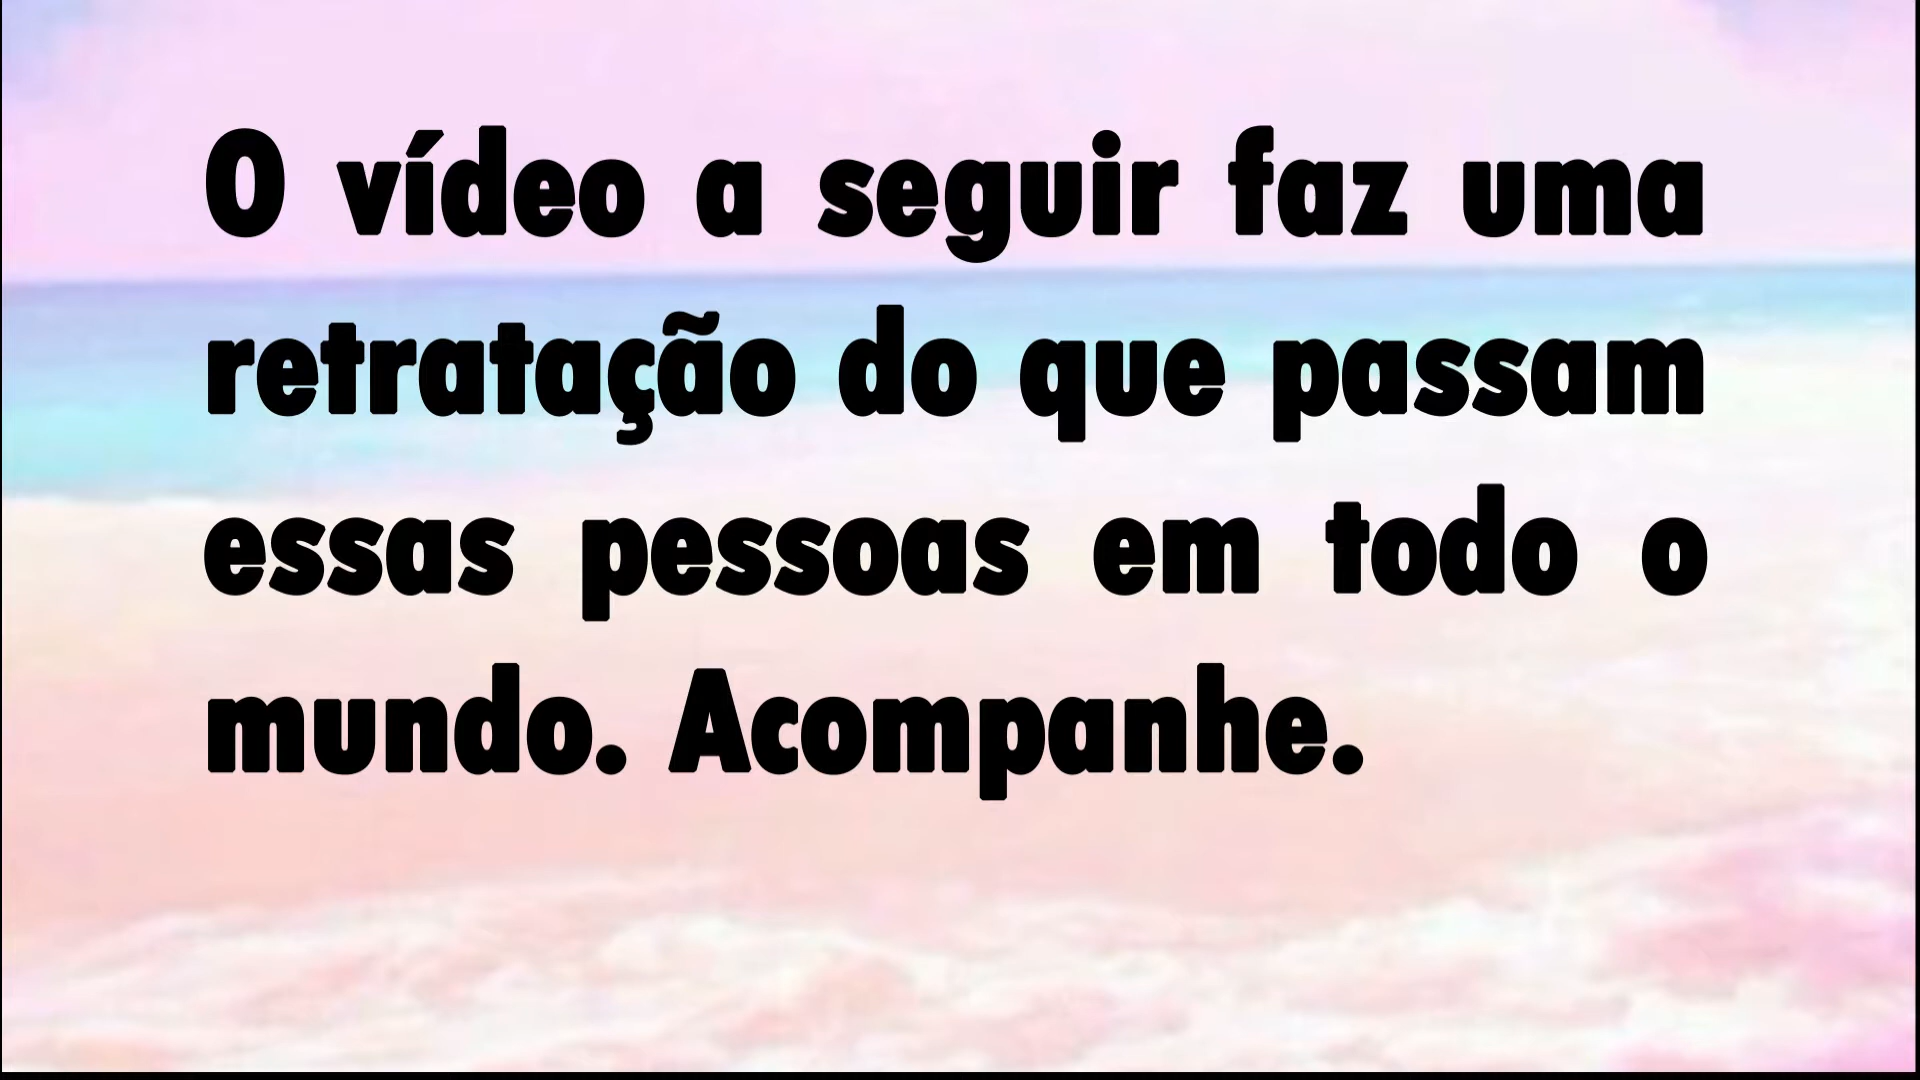 O vídeo a seguir faz uma
retratação do que passam
essas pessoas em todo o
mundo. Acompanhe.